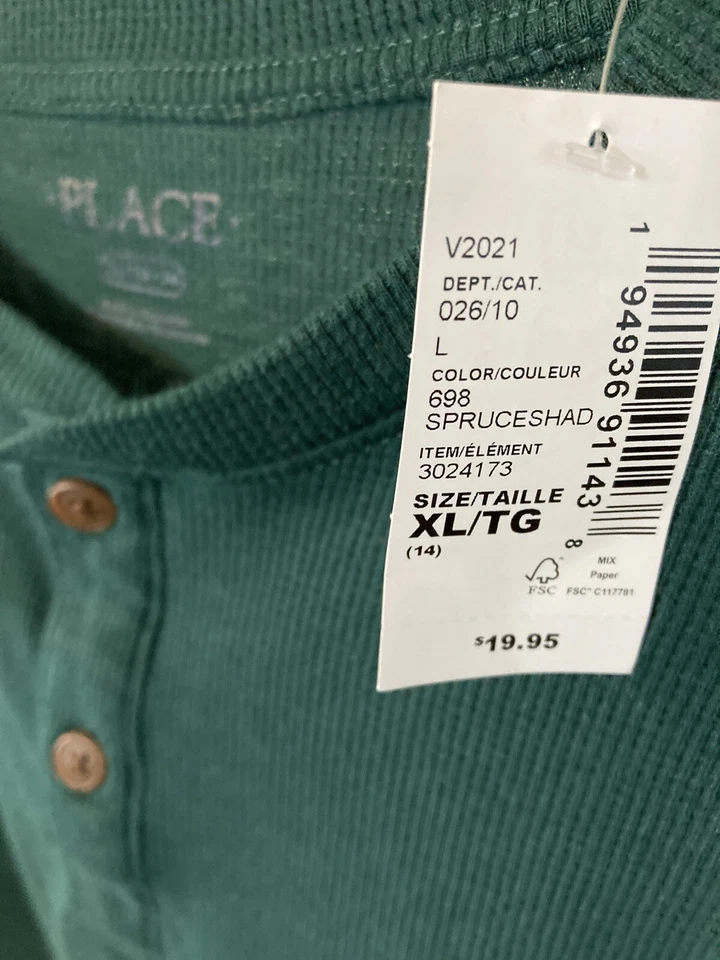 PLACE
V2021
DEPT./CAT.
026/10
L
COLOR/COULEUR
698
SPRUCESHAD
ITEM/ÉLÉMENT
3024173
SIZE/TAILLE
XL/TG
(14)
1 94936 91143 8
FSC
MIX
Paper
FSC™ C117781
$19.95